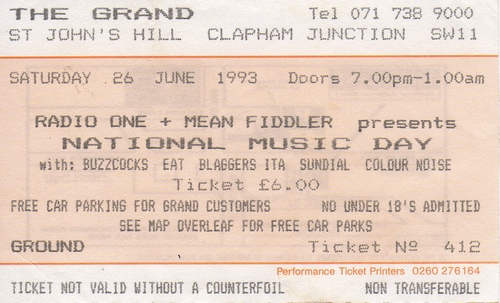 THE GRAND Tel 071 738 9000
ST JOHN'S HILL CLAPHAM JUNCTION SW11
SATURDAY 26 JUNE 1993 Doors 7.00pm-1.00am
RADIO ONE + MEAN FIDDLER presents
NATIONAL MUSIC DAY
with: BUZZCOCKS EAT BLAGGERS ITA SUNDIAL COLOUR NOISE
Ticket £6.00
FREE CAR PARKING FOR GRAND CUSTOMERS NO UNDER 18'S ADMITTED
SEE MAP OVERLEAF FOR FREE CAR PARKS
GROUND Ticket Nº 412
Performance Ticket Printers 0260 276164
TICKET NOT VALID WITHOUT A COUNTERFOIL NON TRANSFERABLE